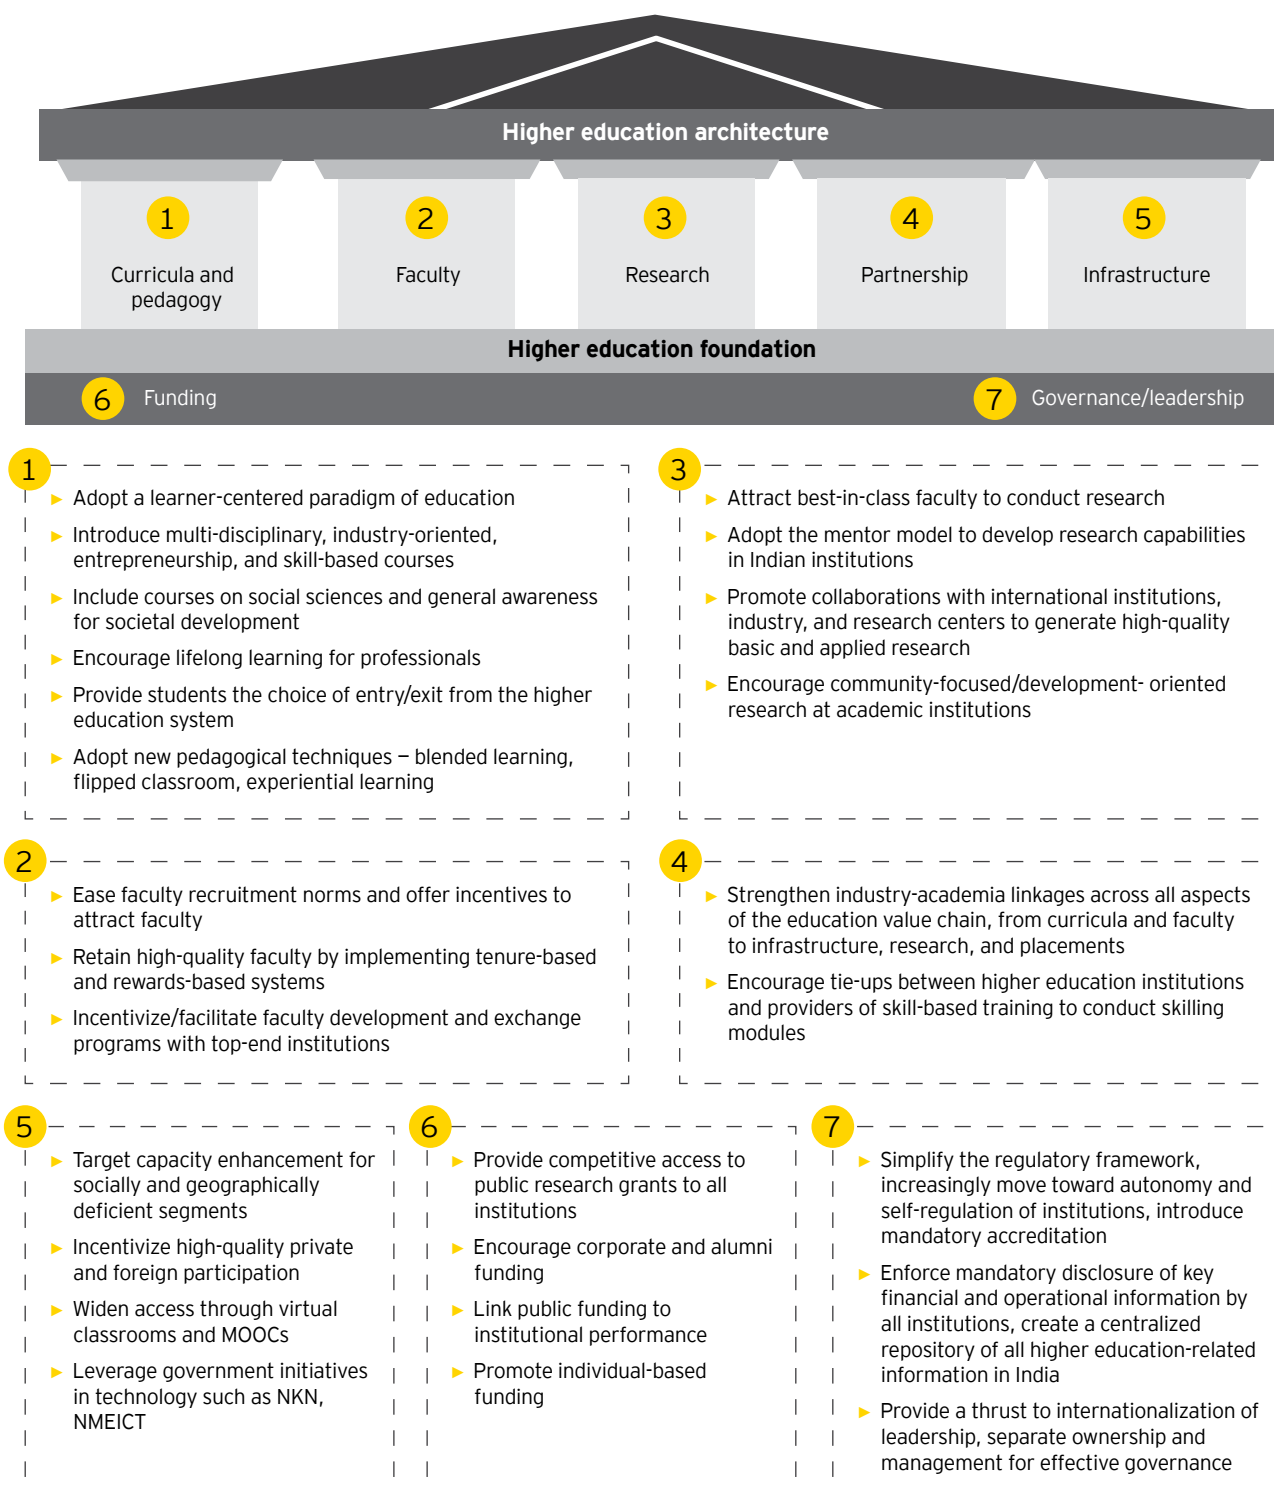 Higher education architecture
1
2
3
4
5
Curricula and
pedagogy
Faculty
Research
Partnership
Infrastructure
Higher education foundation
6 Funding
7 Governance/leadership
1
► Adopt a learner-centered paradigm of education
► Introduce multi-disciplinary, industry-oriented,
entrepreneurship, and skill-based courses
► Include courses on social sciences and general awareness
for societal development
► Encourage lifelong learning for professionals
► Provide students the choice of entry/exit from the higher
education system
► Adopt new pedagogical techniques – blended learning,
flipped classroom, experiential learning
3
► Attract best-in-class faculty to conduct research
► Adopt the mentor model to develop research capabilities
in Indian institutions
► Promote collaborations with international institutions,
industry, and research centers to generate high-quality
basic and applied research
► Encourage community-focused/development- oriented
research at academic institutions
2
► Ease faculty recruitment norms and offer incentives to
attract faculty
► Retain high-quality faculty by implementing tenure-based
and rewards-based systems
► Incentivize/facilitate faculty development and exchange
programs with top-end institutions
4
► Strengthen industry-academia linkages across all aspects
of the education value chain, from curricula and faculty
to infrastructure, research, and placements
► Encourage tie-ups between higher education institutions
and providers of skill-based training to conduct skilling
modules
5
► Target capacity enhancement for
socially and geographically
deficient segments
► Incentivize high-quality private
and foreign participation
► Widen access through virtual
classrooms and MOOCs
► Leverage government initiatives
in technology such as NKN,
NMEICT
6
► Provide competitive access to
public research grants to all
institutions
► Encourage corporate and alumni
funding
► Link public funding to
institutional performance
► Promote individual-based
funding
7
► Simplify the regulatory framework,
increasingly move toward autonomy and
self-regulation of institutions, introduce
mandatory accreditation
► Enforce mandatory disclosure of key
financial and operational information by
all institutions, create a centralized
repository of all higher education-related
information in India
► Provide a thrust to internationalization of
leadership, separate ownership and
management for effective governance